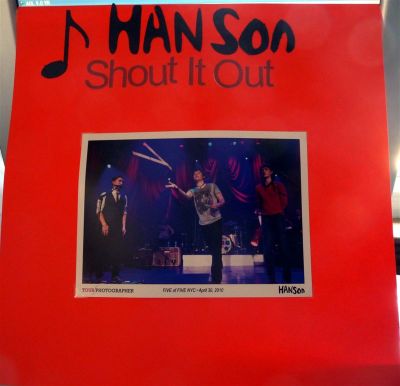 HANSon
Shout It Out
TOUR PHOTOGRAPHER
FIVE of FIVE NYC • April 30, 2010
HANSon